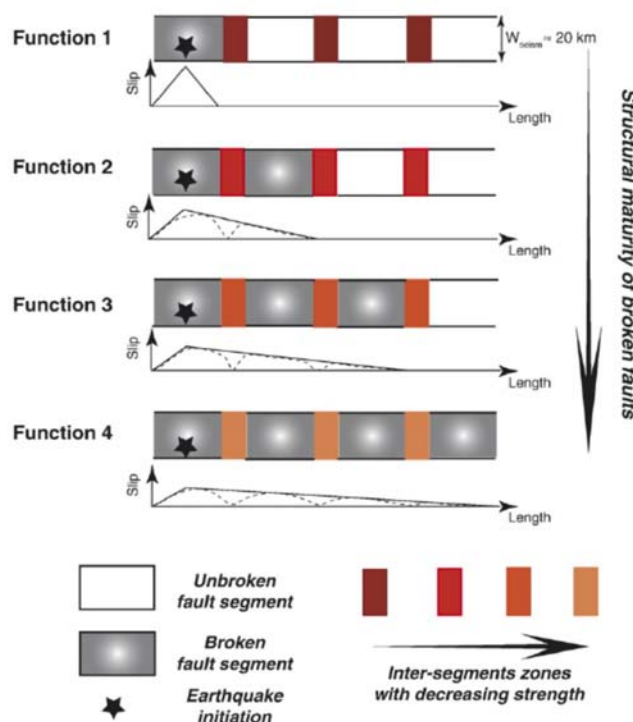 Function 1
W seism = 20 km
Slip
Length
Function 2
Slip
Length
Function 3
Slip
Length
Function 4
Slip
Length
Structural maturity of broken faults
Unbroken
fault segment
Broken
fault segment
Earthquake
initiation
Inter-segments zones
with decreasing strength